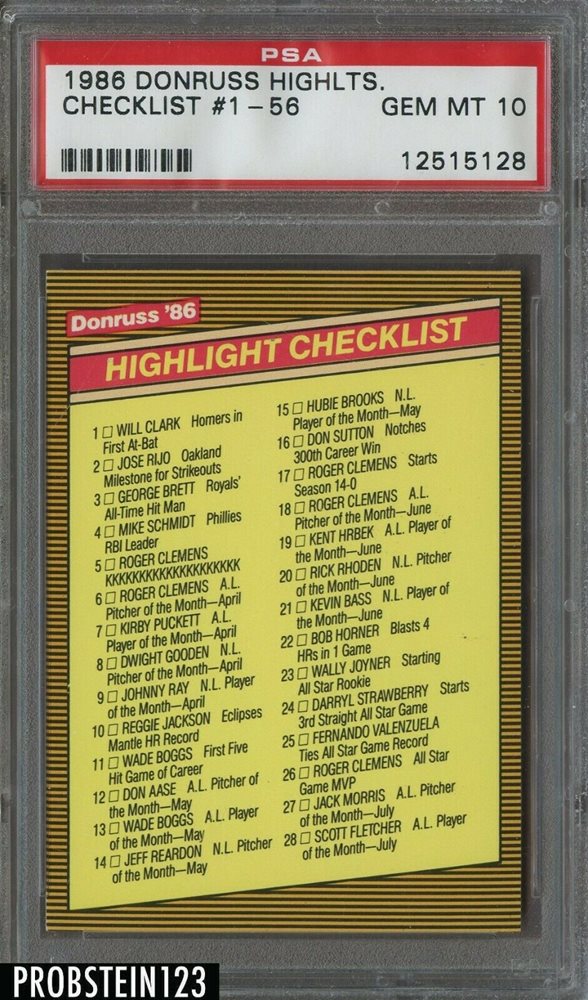 PSA
1986 DONRUSS HIGHLTS.
CHECKLIST #1-56 GEM MT 10
12515128
Donruss '86
HIGHLIGHT CHECKLIST
1 □ WILL CLARK Homers in
First At-Bat
2 □ JOSE RIJO Oakland
Milestone for Strikeouts
3 □ GEORGE BRETT Royals'
All-Time Hit Man
4 □ MIKE SCHMIDT Phillies
RBI Leader
5 □ ROGER CLEMENS
KKKKKKKKKKKKKKKKKKKK
6 □ ROGER CLEMENS A.L.
Pitcher of the Month—April
7 □ KIRBY PUCKETT A.L.
Player of the Month—April
8 □ DWIGHT GOODEN N.L.
Pitcher of the Month—April
9 □ JOHNNY RAY N.L. Player
of the Month—April
10 □ REGGIE JACKSON Eclipses
Mantle HR Record
11 □ WADE BOGGS First Five
Hit Game of Career
12 □ DON AASE A.L. Pitcher of
the Month—May
13 □ WADE BOGGS A.L. Player
of the Month—May
14 □ JEFF REARDON N.L. Pitcher
of the Month—May
15 □ HUBIE BROOKS N.L.
Player of the Month—May
16 □ DON SUTTON Notches
300th Career Win
17 □ ROGER CLEMENS Starts
Season 14-0
18 □ ROGER CLEMENS A.L.
Pitcher of the Month—June
19 □ KENT HRBEK A.L. Player of
the Month—June
20 □ RICK RHODEN N.L. Pitcher
of the Month—June
21 □ KEVIN BASS N.L. Player of
the Month—June
22 □ BOB HORNER Blasts 4
HRs in 1 Game
23 □ WALLY JOYNER Starting
All Star Rookie
24 □ DARRYL STRAWBERRY Starts
3rd Straight All Star Game
25 □ FERNANDO VALENZUELA
Ties All Star Game Record
26 □ ROGER CLEMENS All Star
Game MVP
27 □ JACK MORRIS A.L. Pitcher
of the Month—July
28 □ SCOTT FLETCHER A.L. Player
of the Month—July
PROBSTEIN123